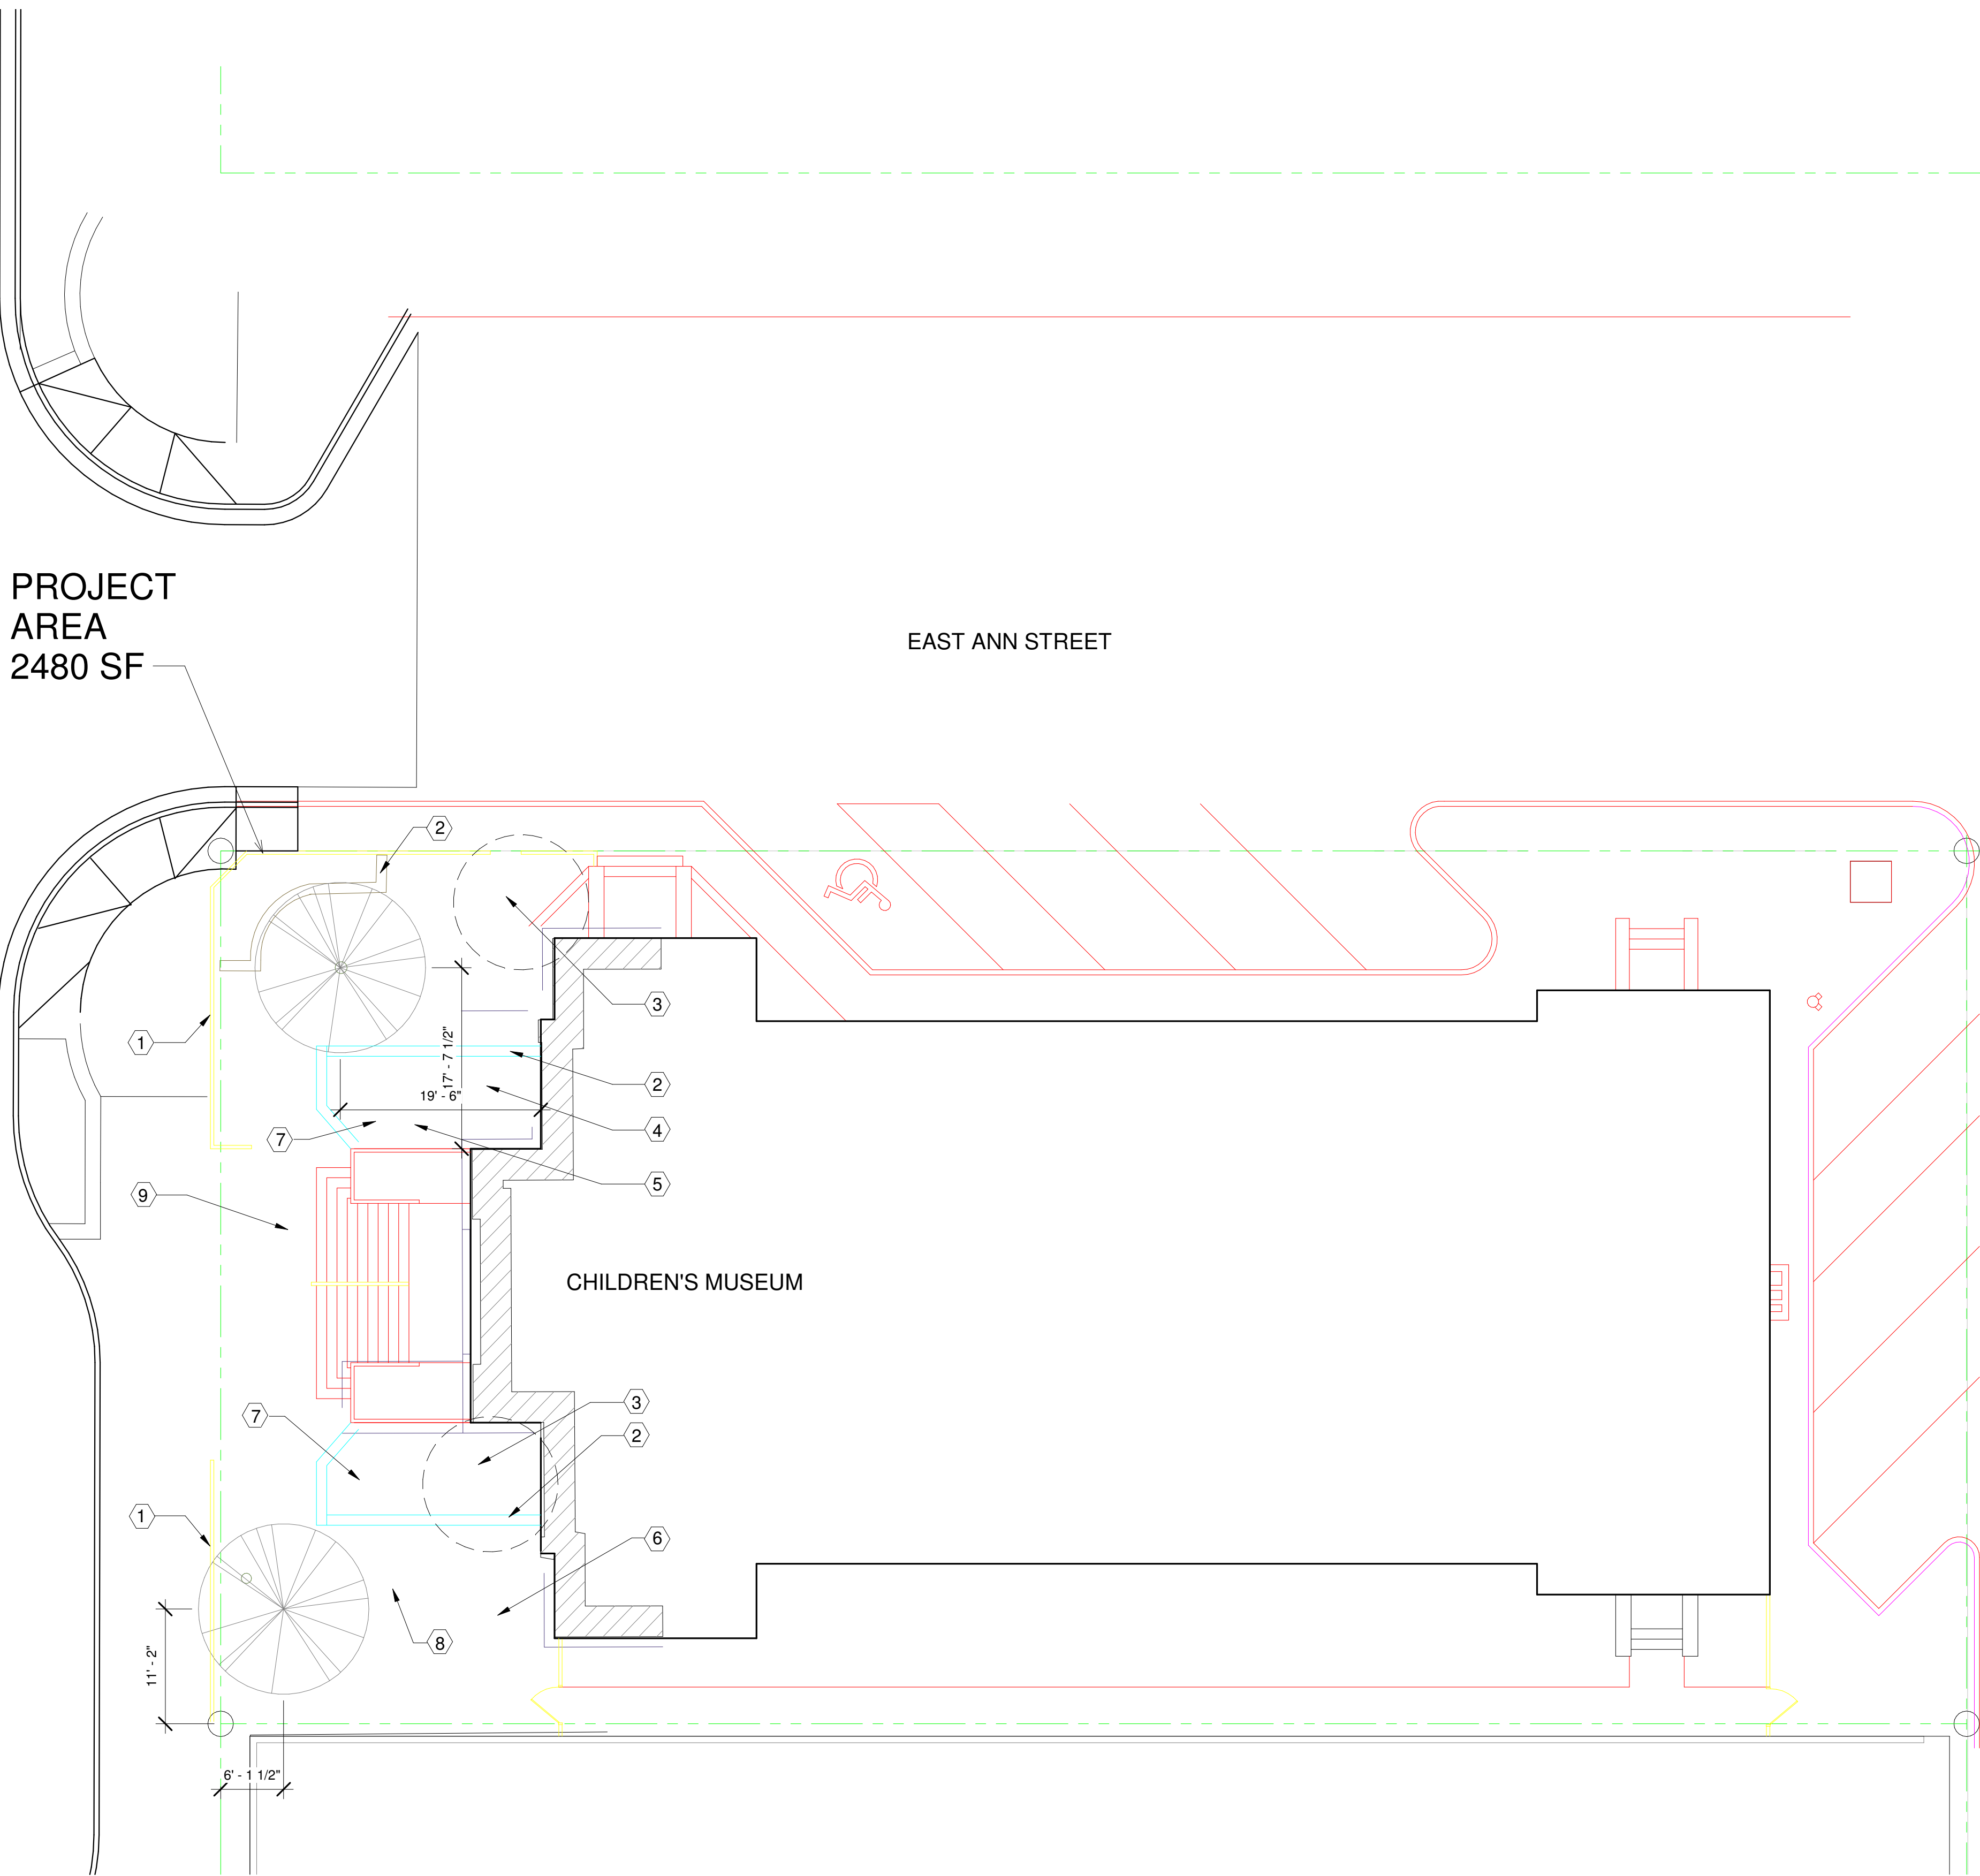 PROJECT
AREA
2480 SF
EAST ANN STREET
2
3
1
17' - 7 1/2"
2
19' - 6"
4
7
5
9
CHILDREN'S MUSEUM
3
7
2
1
6
8
11' - 2"
6' - 1 1/2"